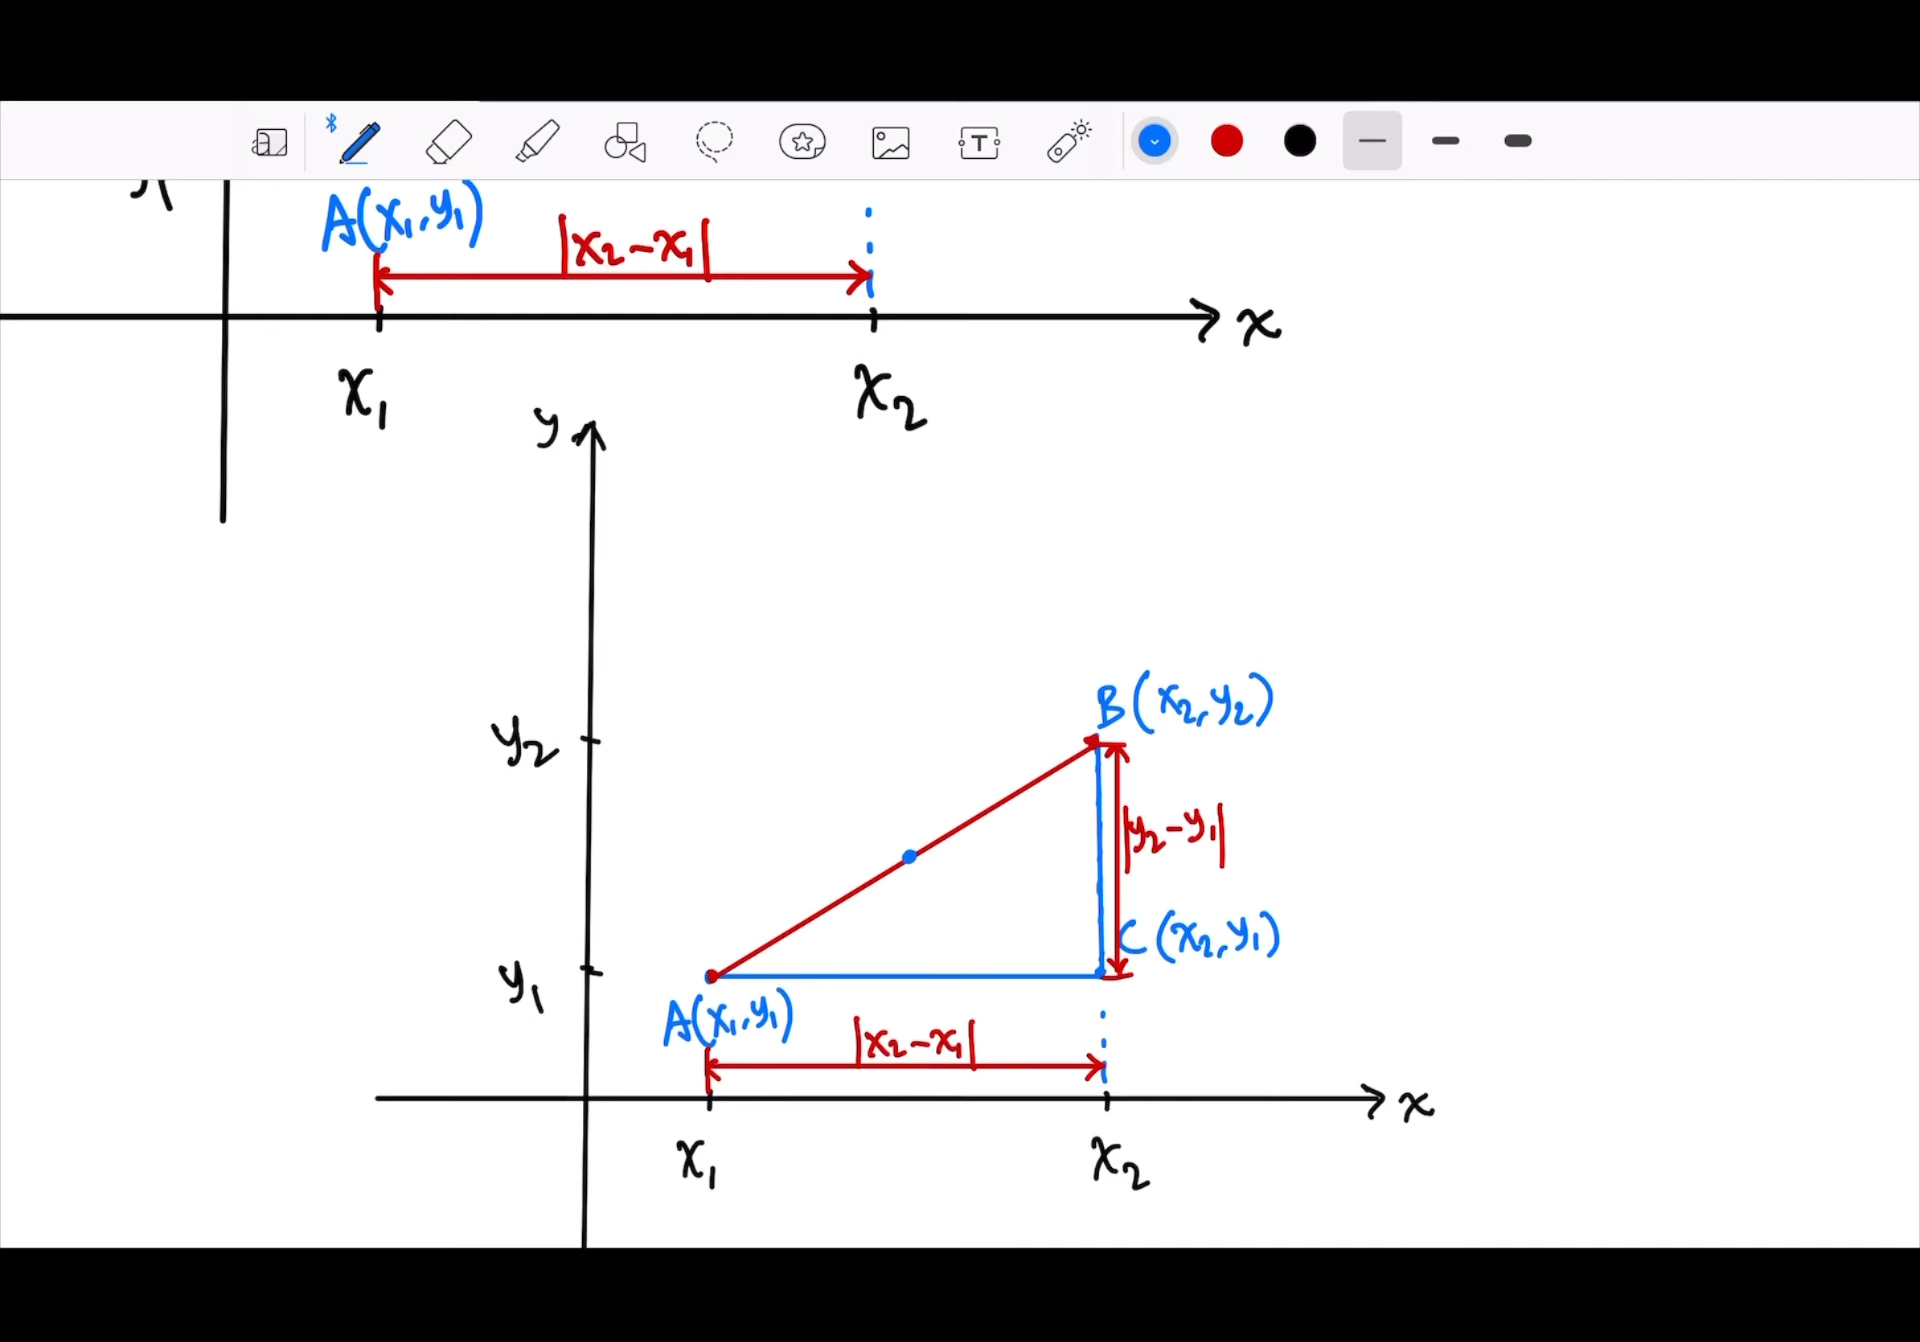 A(x₁,y₁)
|x₂-x₁|
x
x₁
x₂
y
B(x₂,y₂)
y₂
|y₂-y₁|
C(x₂,y₁)
y₁
A(x₁,y₁)
|x₂-x₁|
x
x₁
x₂